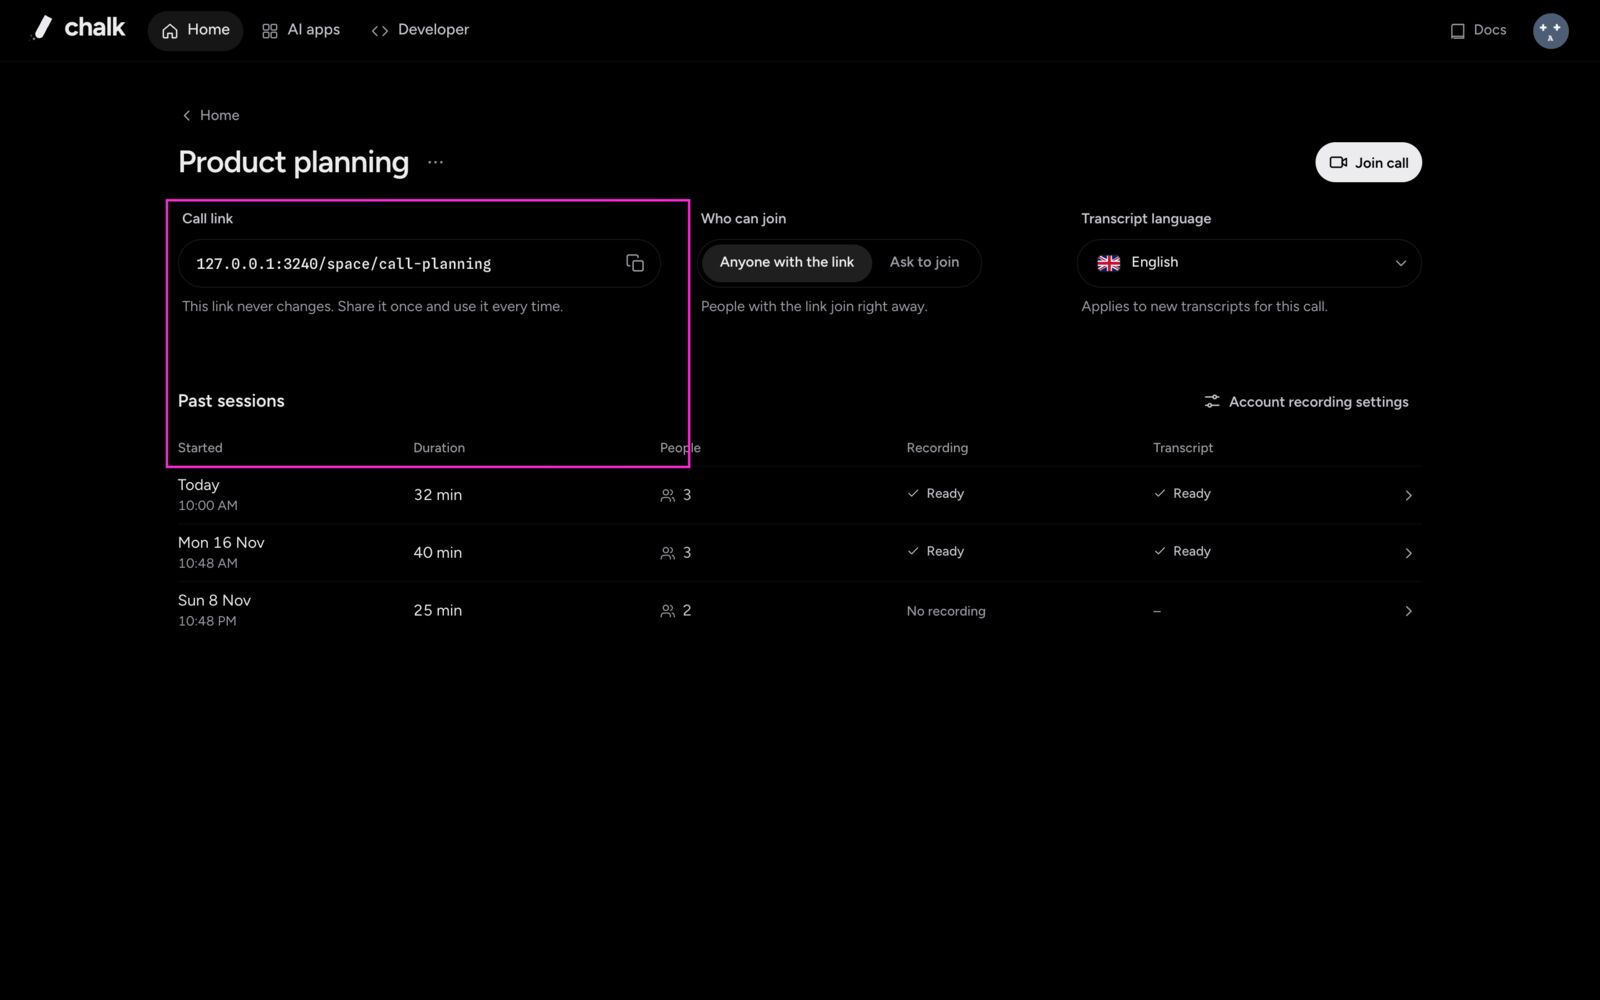 chalk
Home
AI apps
Developer
Docs
Home
Product planning
Join call
Call link
Who can join
Transcript language
127.0.0.1:3240/space/call-planning
Anyone with the link
Ask to join
English
This link never changes. Share it once and use it every time.
People with the link join right away.
Applies to new transcripts for this call.
Past sessions
Account recording settings
Started
Duration
People
Recording
Transcript
Today
10:00 AM
32 min
3
Ready
Ready
Mon 16 Nov
10:48 AM
40 min
3
Ready
Ready
Sun 8 Nov
10:48 PM
25 min
2
No recording
–